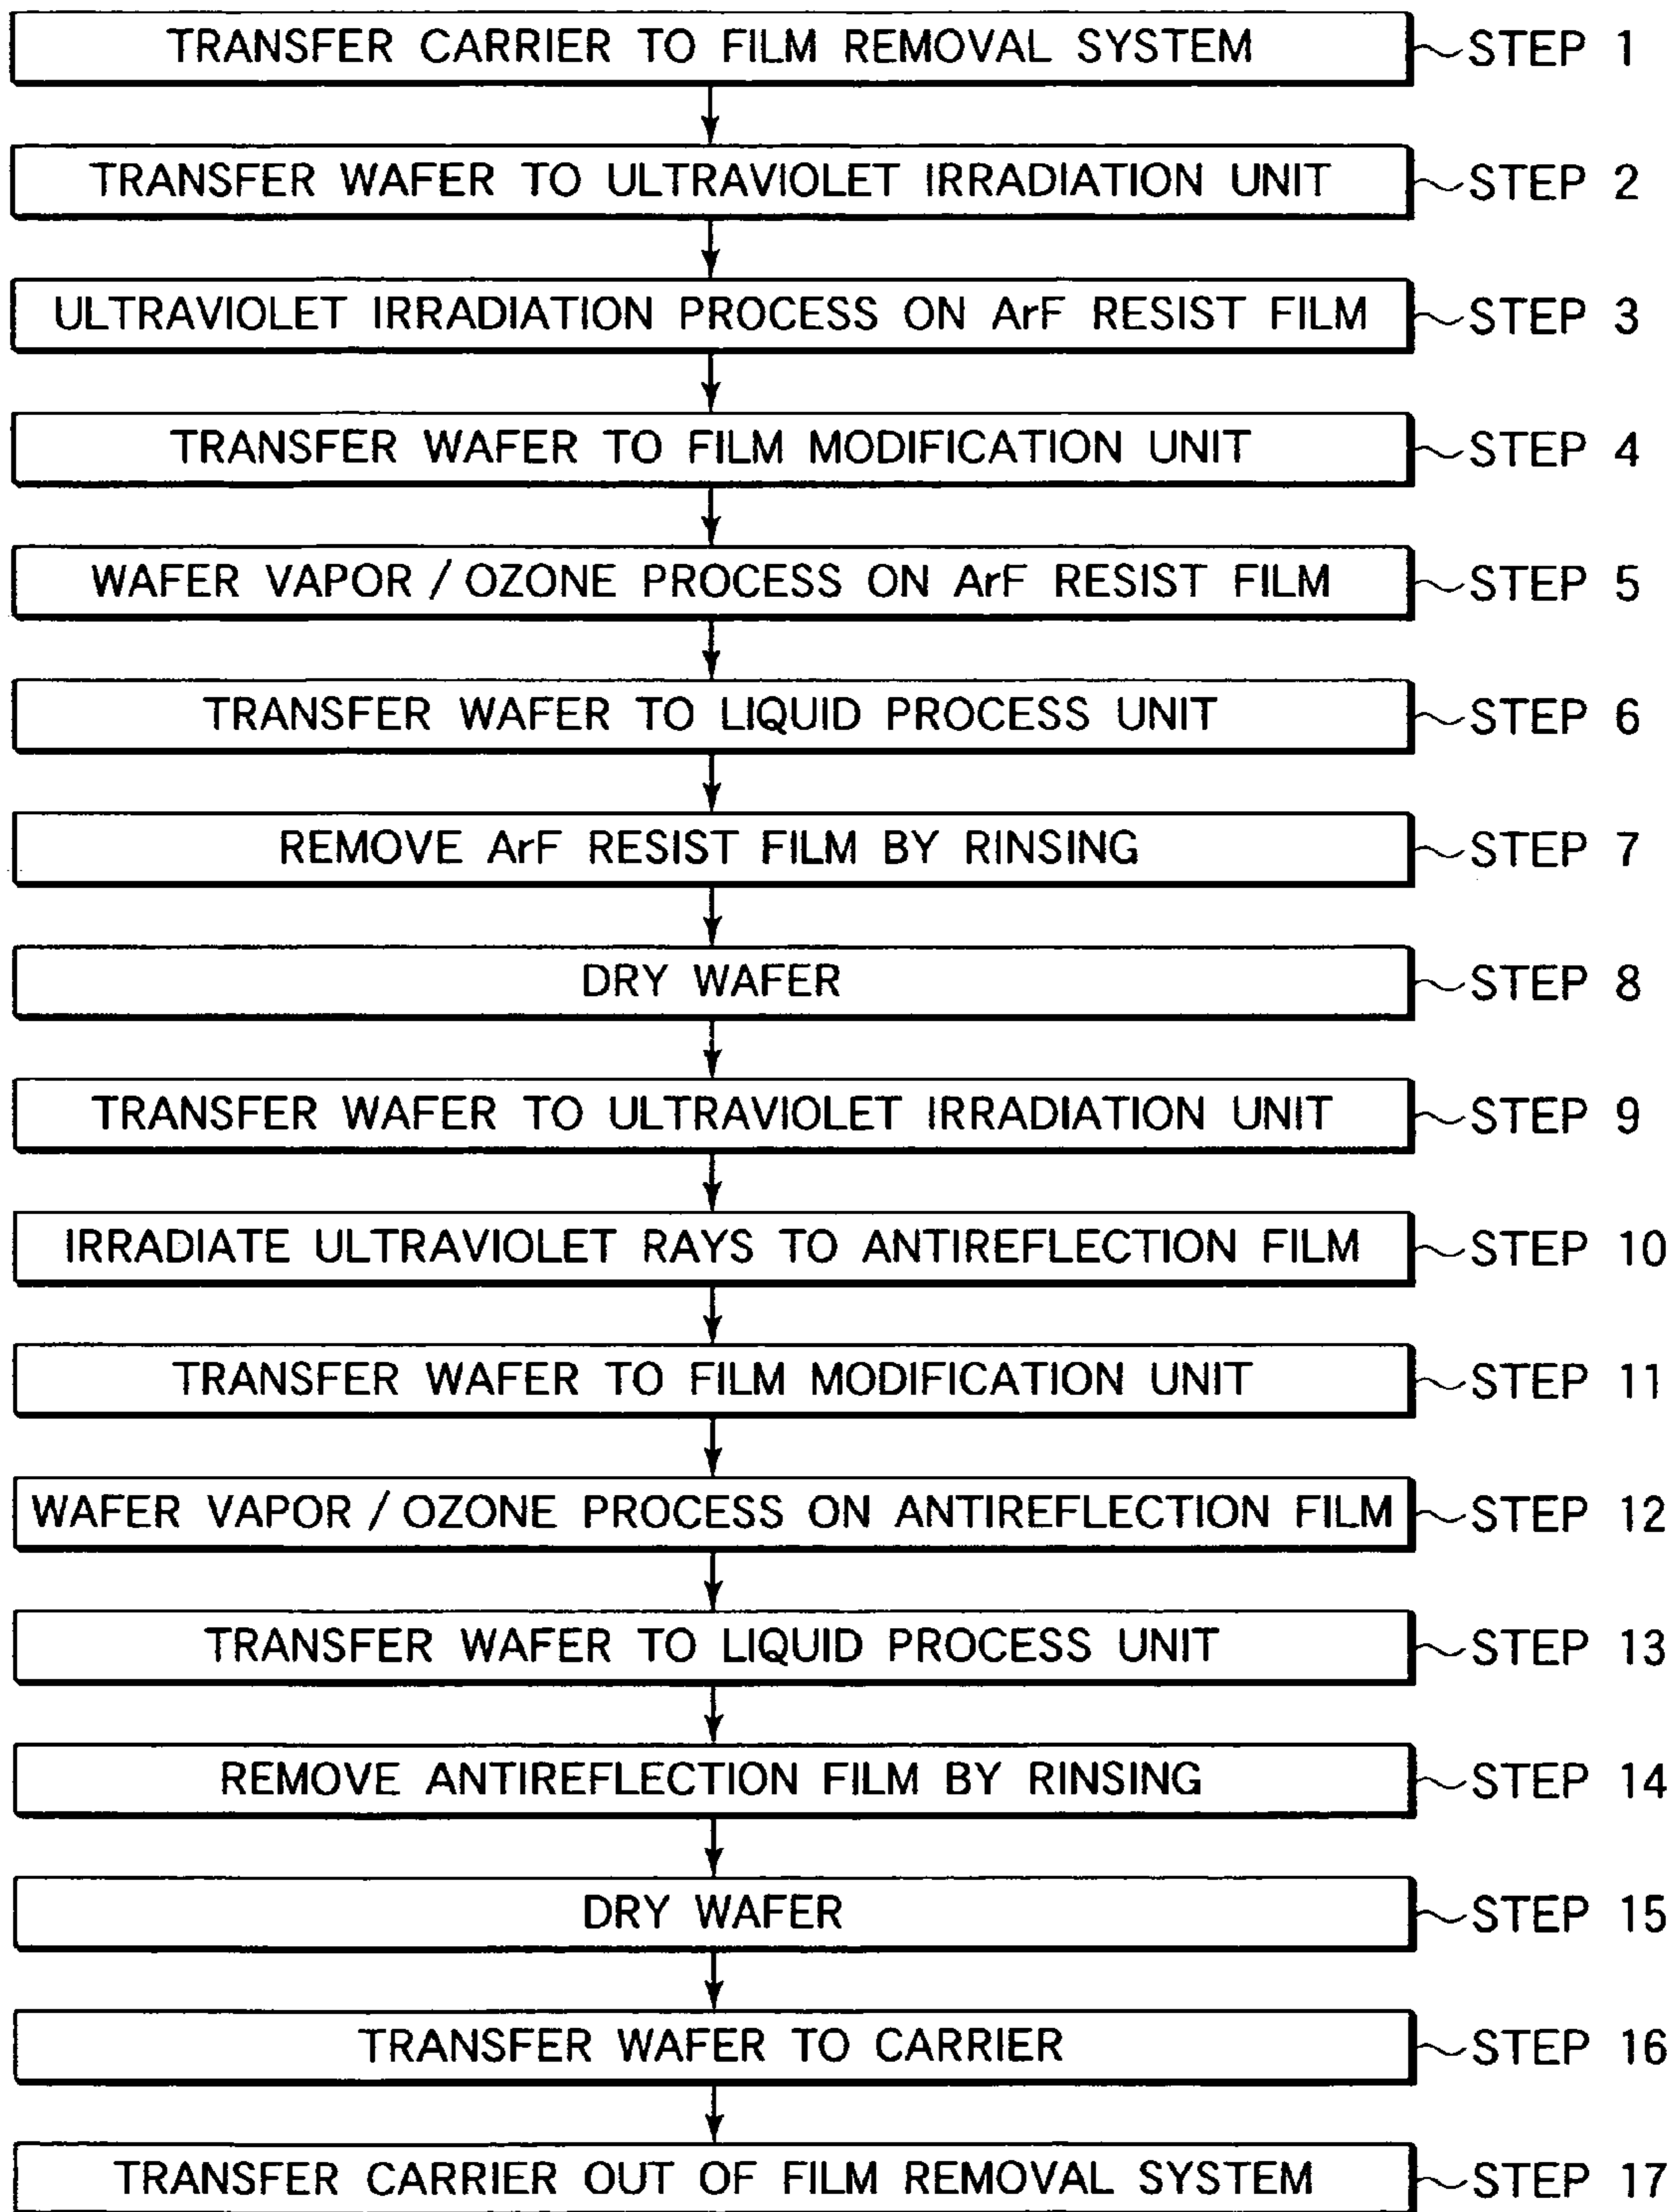 TRANSFER CARRIER TO FILM REMOVAL SYSTEM STEP 1
TRANSFER WAFER TO ULTRAVIOLET IRRADIATION UNIT STEP 2
ULTRAVIOLET IRRADIATION PROCESS ON ArF RESIST FILM STEP 3
TRANSFER WAFER TO FILM MODIFICATION UNIT STEP 4
WAFER VAPOR / OZONE PROCESS ON ArF RESIST FILM STEP 5
TRANSFER WAFER TO LIQUID PROCESS UNIT STEP 6
REMOVE ArF RESIST FILM BY RINSING STEP 7
DRY WAFER STEP 8
TRANSFER WAFER TO ULTRAVIOLET IRRADIATION UNIT STEP 9
IRRADIATE ULTRAVIOLET RAYS TO ANTIREFLECTION FILM STEP 10
TRANSFER WAFER TO FILM MODIFICATION UNIT STEP 11
WAFER VAPOR / OZONE PROCESS ON ANTIREFLECTION FILM STEP 12
TRANSFER WAFER TO LIQUID PROCESS UNIT STEP 13
REMOVE ANTIREFLECTION FILM BY RINSING STEP 14
DRY WAFER STEP 15
TRANSFER WAFER TO CARRIER STEP 16
TRANSFER CARRIER OUT OF FILM REMOVAL SYSTEM STEP 17